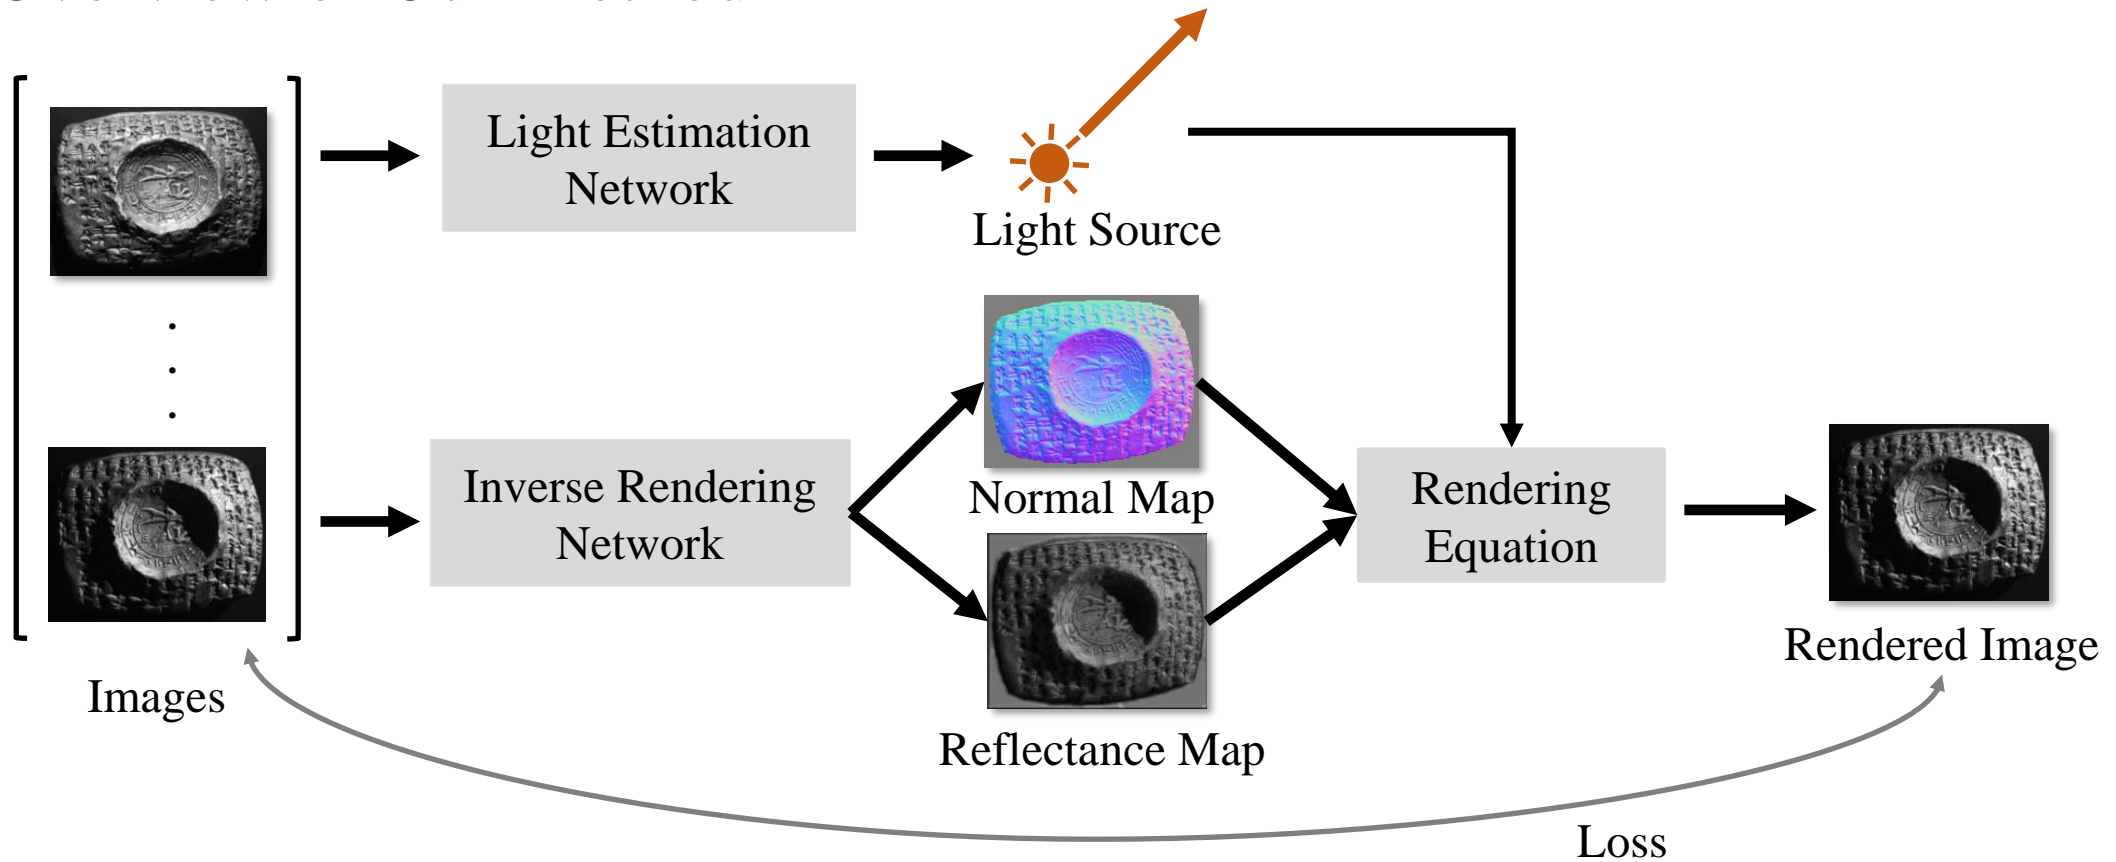 Light Estimation
Network
Light Source
Inverse Rendering
Network
Normal Map
Reflectance Map
Rendering
Equation
Rendered Image
Images
Loss